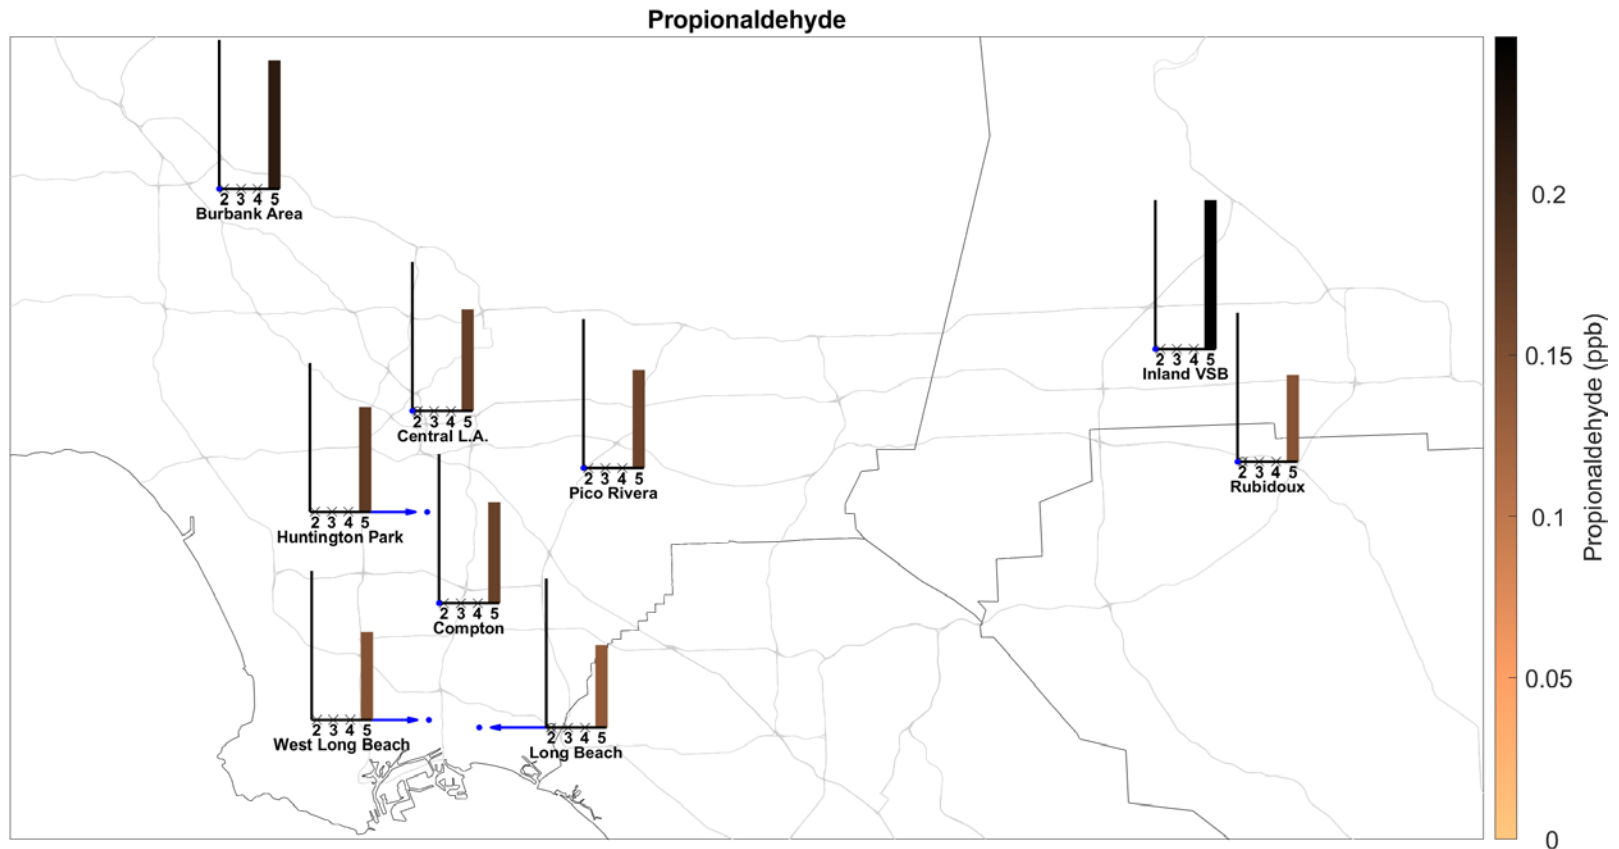 Propionaldehyde
2 3 4 5
Burbank Area
2 3 4 5
Inland VSB
2 3 4 5
Central L.A.
2 3 4 5
Pico Rivera
2 3 4 5
Rubidoux
2 3 4 5
Huntington Park
2 3 4 5
Compton
2 3 4 5
West Long Beach
2 3 4 5
Long Beach
0.2
0.15
0.1
0.05
0
Propionaldehyde (ppb)